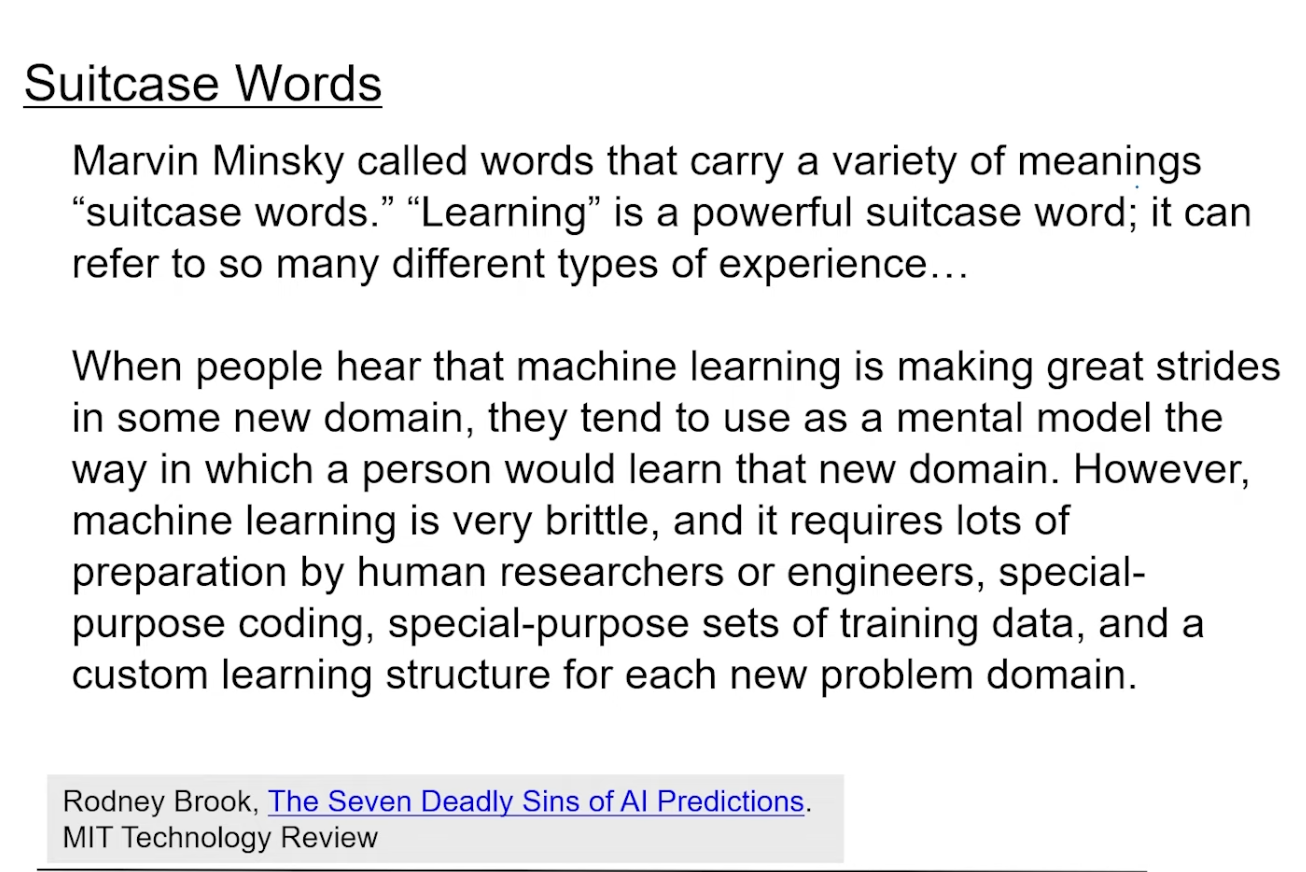 Suitcase Words
Marvin Minsky called words that carry a variety of meanings
“suitcase words.” “Learning” is a powerful suitcase word; it can
refer to so many different types of experience…
When people hear that machine learning is making great strides
in some new domain, they tend to use as a mental model the
way in which a person would learn that new domain. However,
machine learning is very brittle, and it requires lots of
preparation by human researchers or engineers, special-
purpose coding, special-purpose sets of training data, and a
custom learning structure for each new problem domain.
Rodney Brook, The Seven Deadly Sins of AI Predictions.
MIT Technology Review